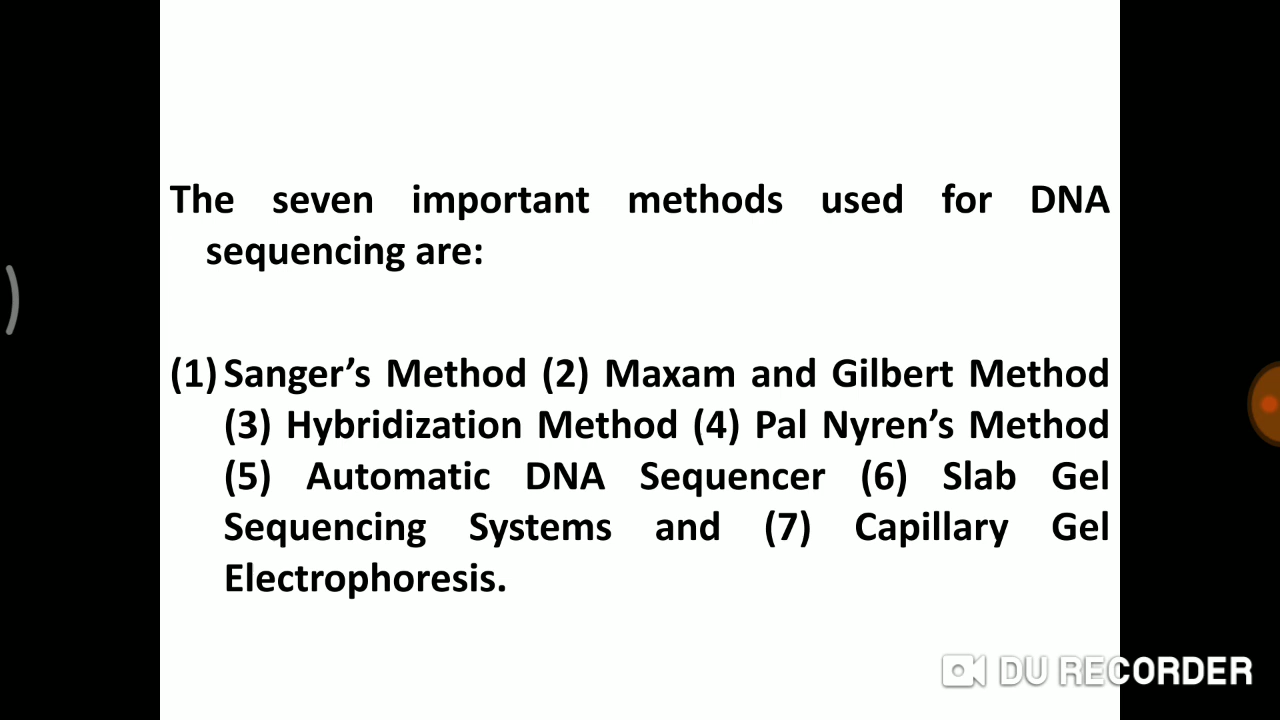 The seven important methods used for DNA
sequencing are:
(1) Sanger’s Method (2) Maxam and Gilbert Method
(3) Hybridization Method (4) Pal Nyren’s Method
(5) Automatic DNA Sequencer (6) Slab Gel
Sequencing Systems and (7) Capillary Gel
Electrophoresis.
DU RECORDER